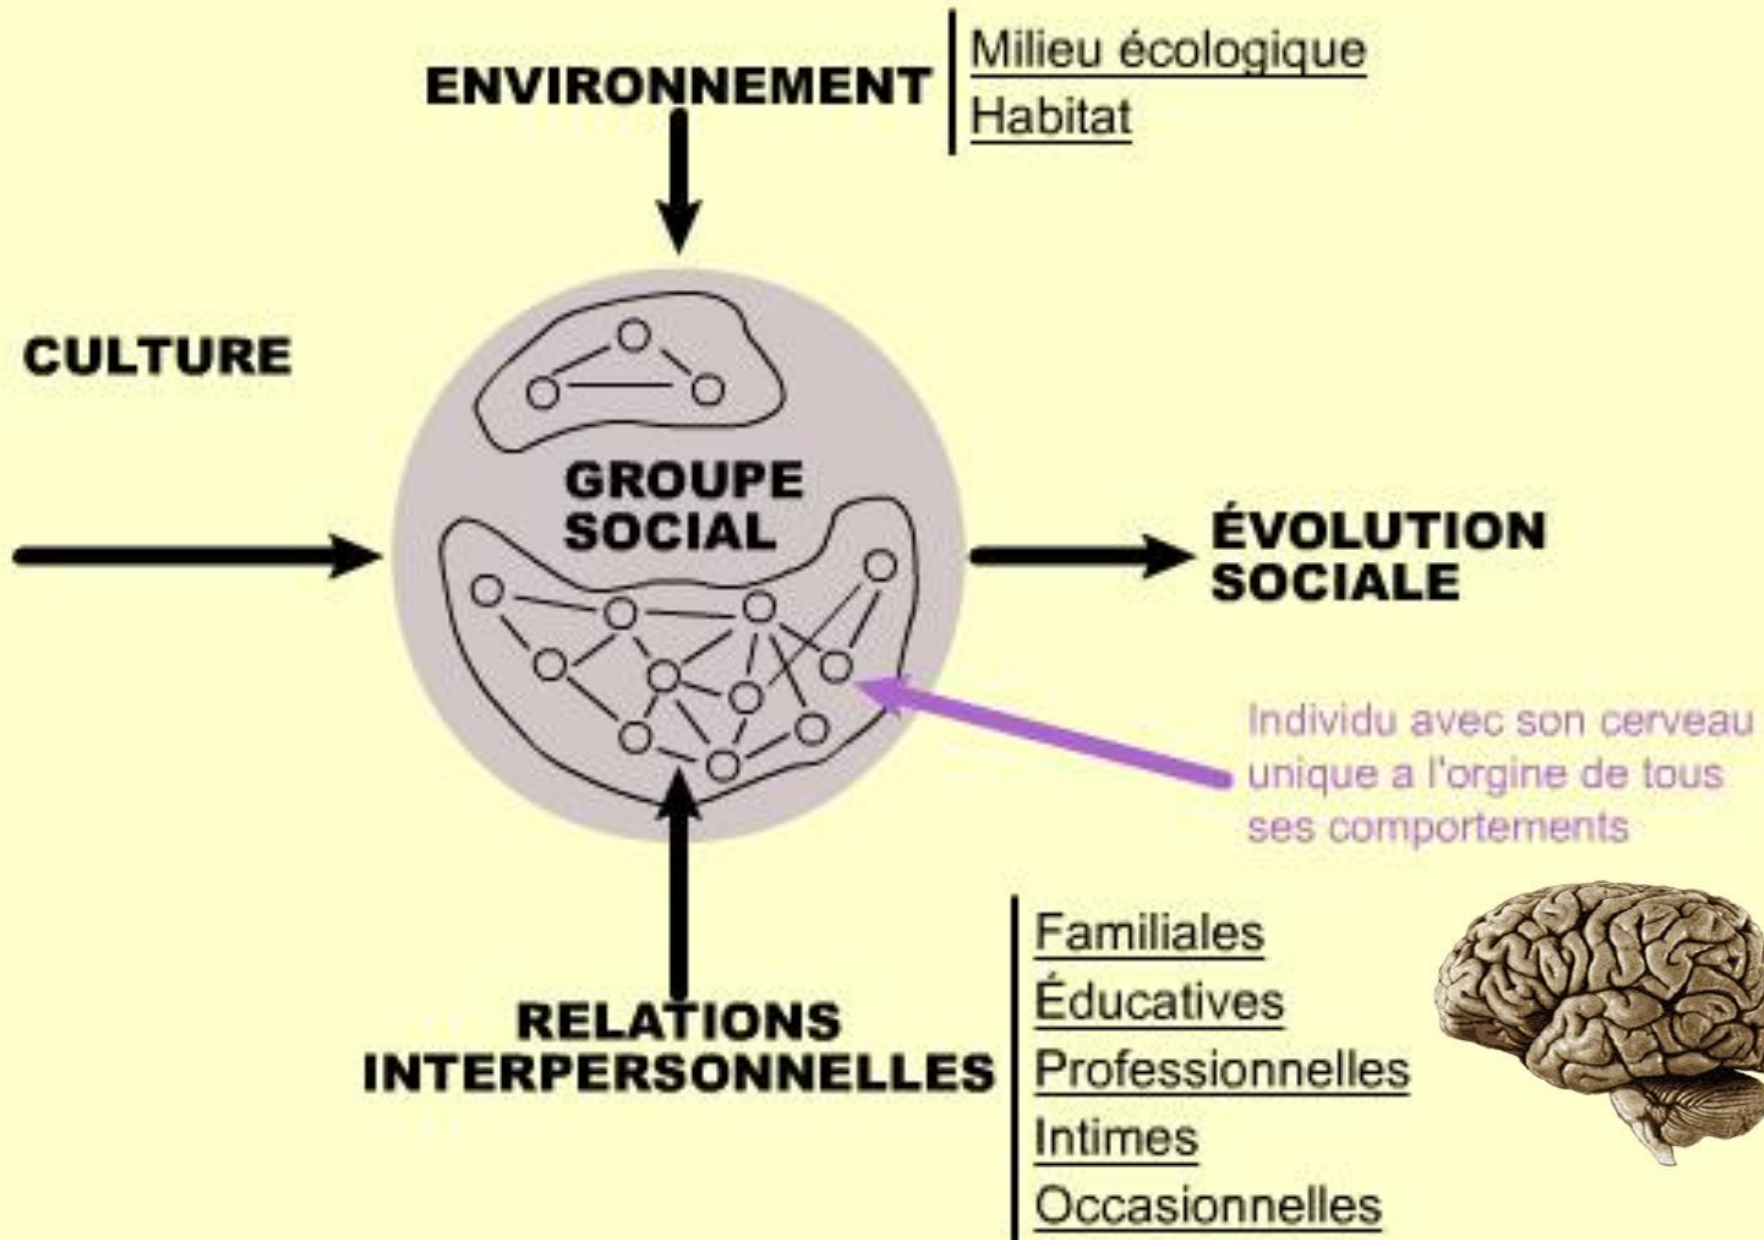 ENVIRONNEMENT
Milieu écologique
Habitat
CULTURE
GROUPE
SOCIAL
ÉVOLUTION
SOCIALE
Individu avec son cerveau
unique a l'orgine de tous
ses comportements
RELATIONS
INTERPERSONNELLES
Familiales
Éducatives
Professionnelles
Intimes
Occasionnelles